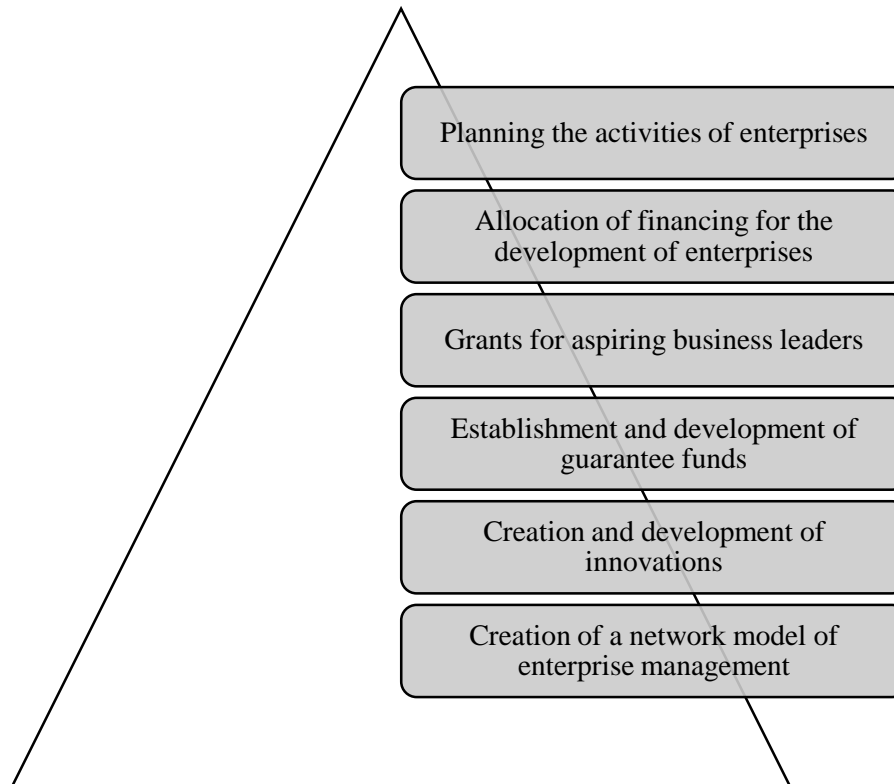 Planning the activities of enterprises
Allocation of financing for the
development of enterprises
Grants for aspiring business leaders
Establishment and development of
guarantee funds
Creation and development of
innovations
Creation of a network model of
enterprise management